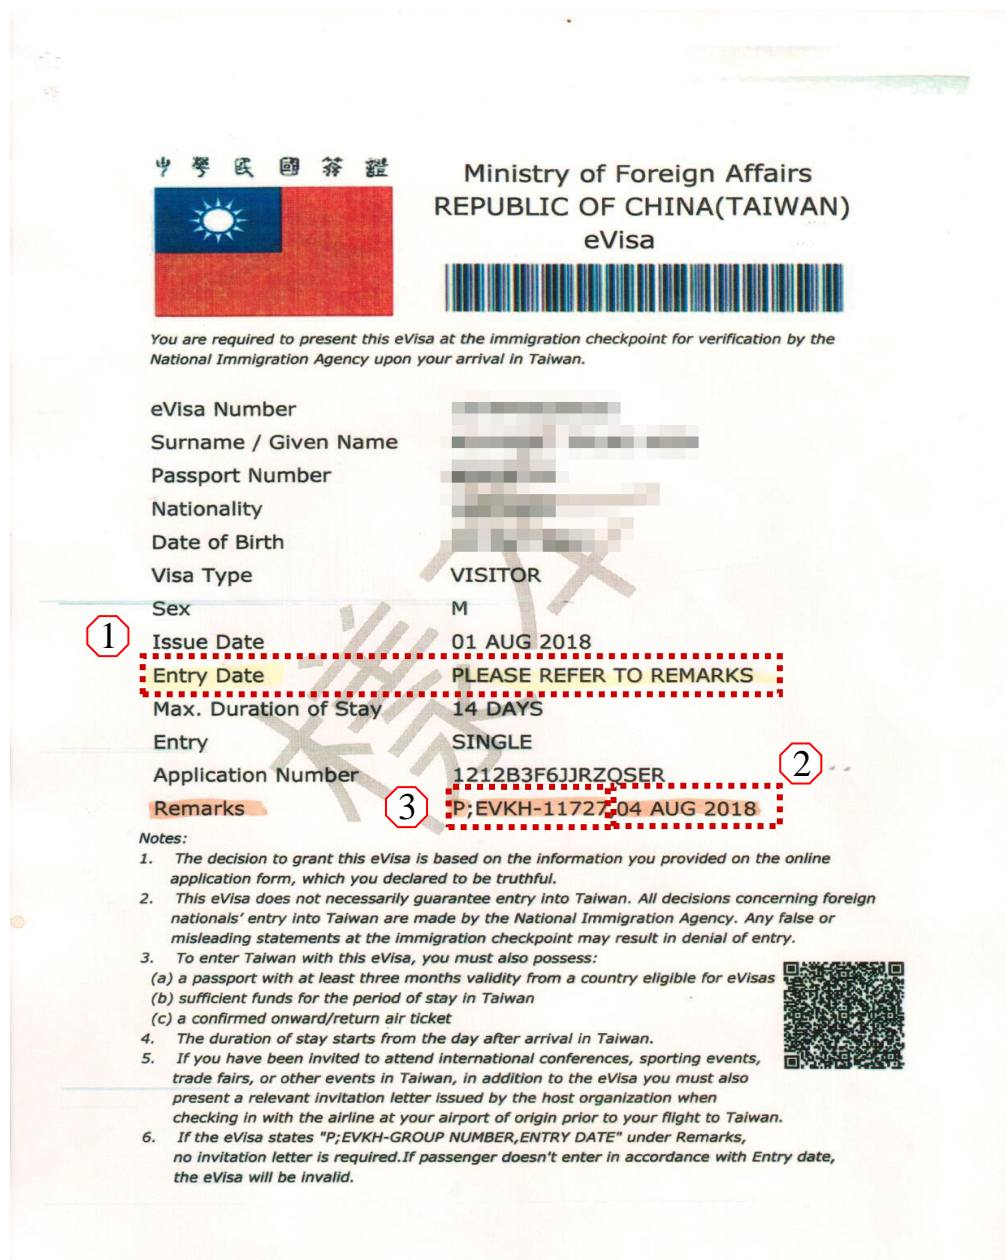 中華民國簽證
Ministry of Foreign Affairs
REPUBLIC OF CHINA(TAIWAN)
eVisa
You are required to present this eVisa at the immigration checkpoint for verification by the
National Immigration Agency upon your arrival in Taiwan.
eVisa Number
Surname / Given Name
Passport Number
Nationality
Date of Birth
Visa Type VISITOR
Sex M
① Issue Date 01 AUG 2018
Entry Date PLEASE REFER TO REMARKS
Max. Duration of Stay 14 DAYS
Entry SINGLE
Application Number 1212B3F6JJRZQSER
②
Remarks ③ P;EVKH-11727,04 AUG 2018
樣本
Notes:
1. The decision to grant this eVisa is based on the information you provided on the online
application form, which you declared to be truthful.
2. This eVisa does not necessarily guarantee entry into Taiwan. All decisions concerning foreign
nationals' entry into Taiwan are made by the National Immigration Agency. Any false or
misleading statements at the immigration checkpoint may result in denial of entry.
3. To enter Taiwan with this eVisa, you must also possess:
(a) a passport with at least three months validity from a country eligible for eVisas
(b) sufficient funds for the period of stay in Taiwan
(c) a confirmed onward/return air ticket
4. The duration of stay starts from the day after arrival in Taiwan.
5. If you have been invited to attend international conferences, sporting events,
trade fairs, or other events in Taiwan, in addition to the eVisa you must also
present a relevant invitation letter issued by the host organization when
checking in with the airline at your airport of origin prior to your flight to Taiwan.
6. If the eVisa states "P;EVKH-GROUP NUMBER,ENTRY DATE" under Remarks,
no invitation letter is required.If passenger doesn't enter in accordance with Entry date,
the eVisa will be invalid.